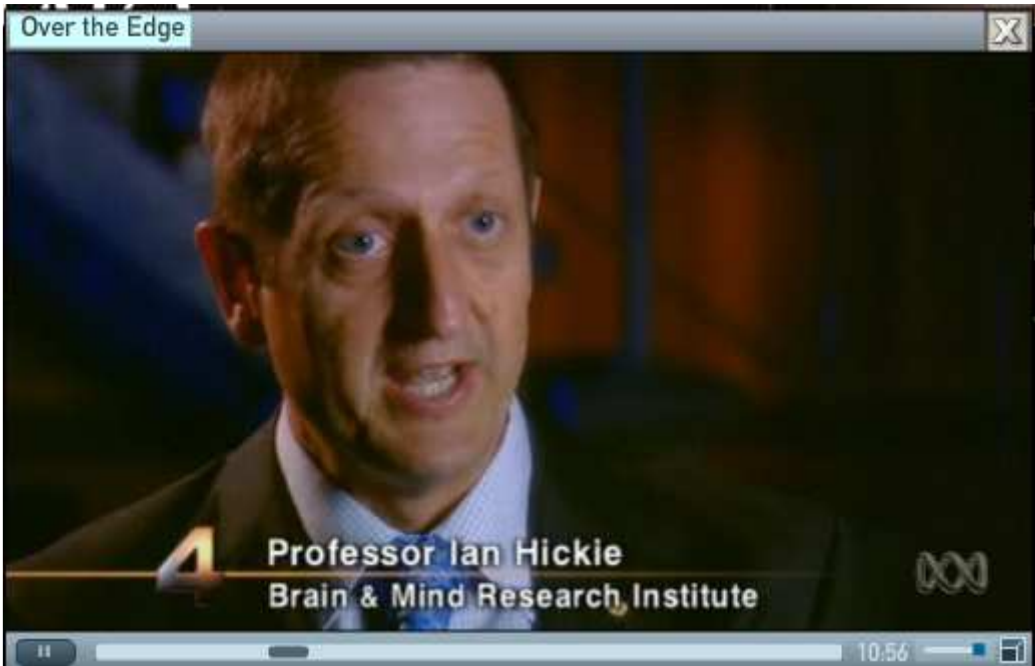 Over the Edge
4
Professor Ian Hickie
Brain & Mind Research Institute
10:56